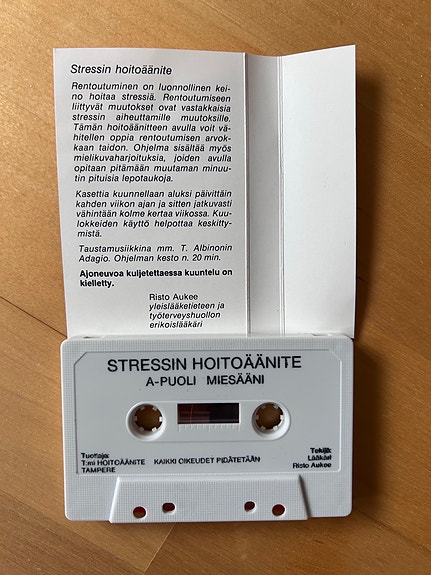 Stressin hoitoäänite
Rentoutuminen on luonnollinen kei-
no hoitaa stressiä. Rentoutumiseen
liittyvät muutokset ovat vastakkaisia
stressin aiheuttamille muutoksille.
Tämän hoitoäänitteen avulla voit vä-
hitellen oppia rentoutumisen arvok-
kaan taidon. Ohjelma sisältää myös
mielikuvaharjoituksia, joiden avulla
opitaan pitämään muutaman minuu-
tin pituisia lepotaukoja.
Kasettia kuunnellaan aluksi päivittäin
kahden viikon ajan ja sitten jatkuvasti
vähintään kolme kertaa viikossa. Kuu-
lokkeiden käyttö helpottaa keskitty-
mistä.
Taustamusiikkina mm. T. Albinonin
Adagio. Ohjelman kesto n. 20 min.
Ajoneuvoa kuljetettaessa kuuntelu on
kielletty.
Risto Aukee
yleislääketieteen ja
työterveyshuollon
erikoislääkäri
STRESSIN HOITOÄÄNITE
A-PUOLI MIESÄÄNI
Tuottaja:
T:mi HOITOÄÄNITE
TAMPERE
KAIKKI OIKEUDET PIDÄTETÄÄN
Tekijä:
Lääkäri
Risto Aukee